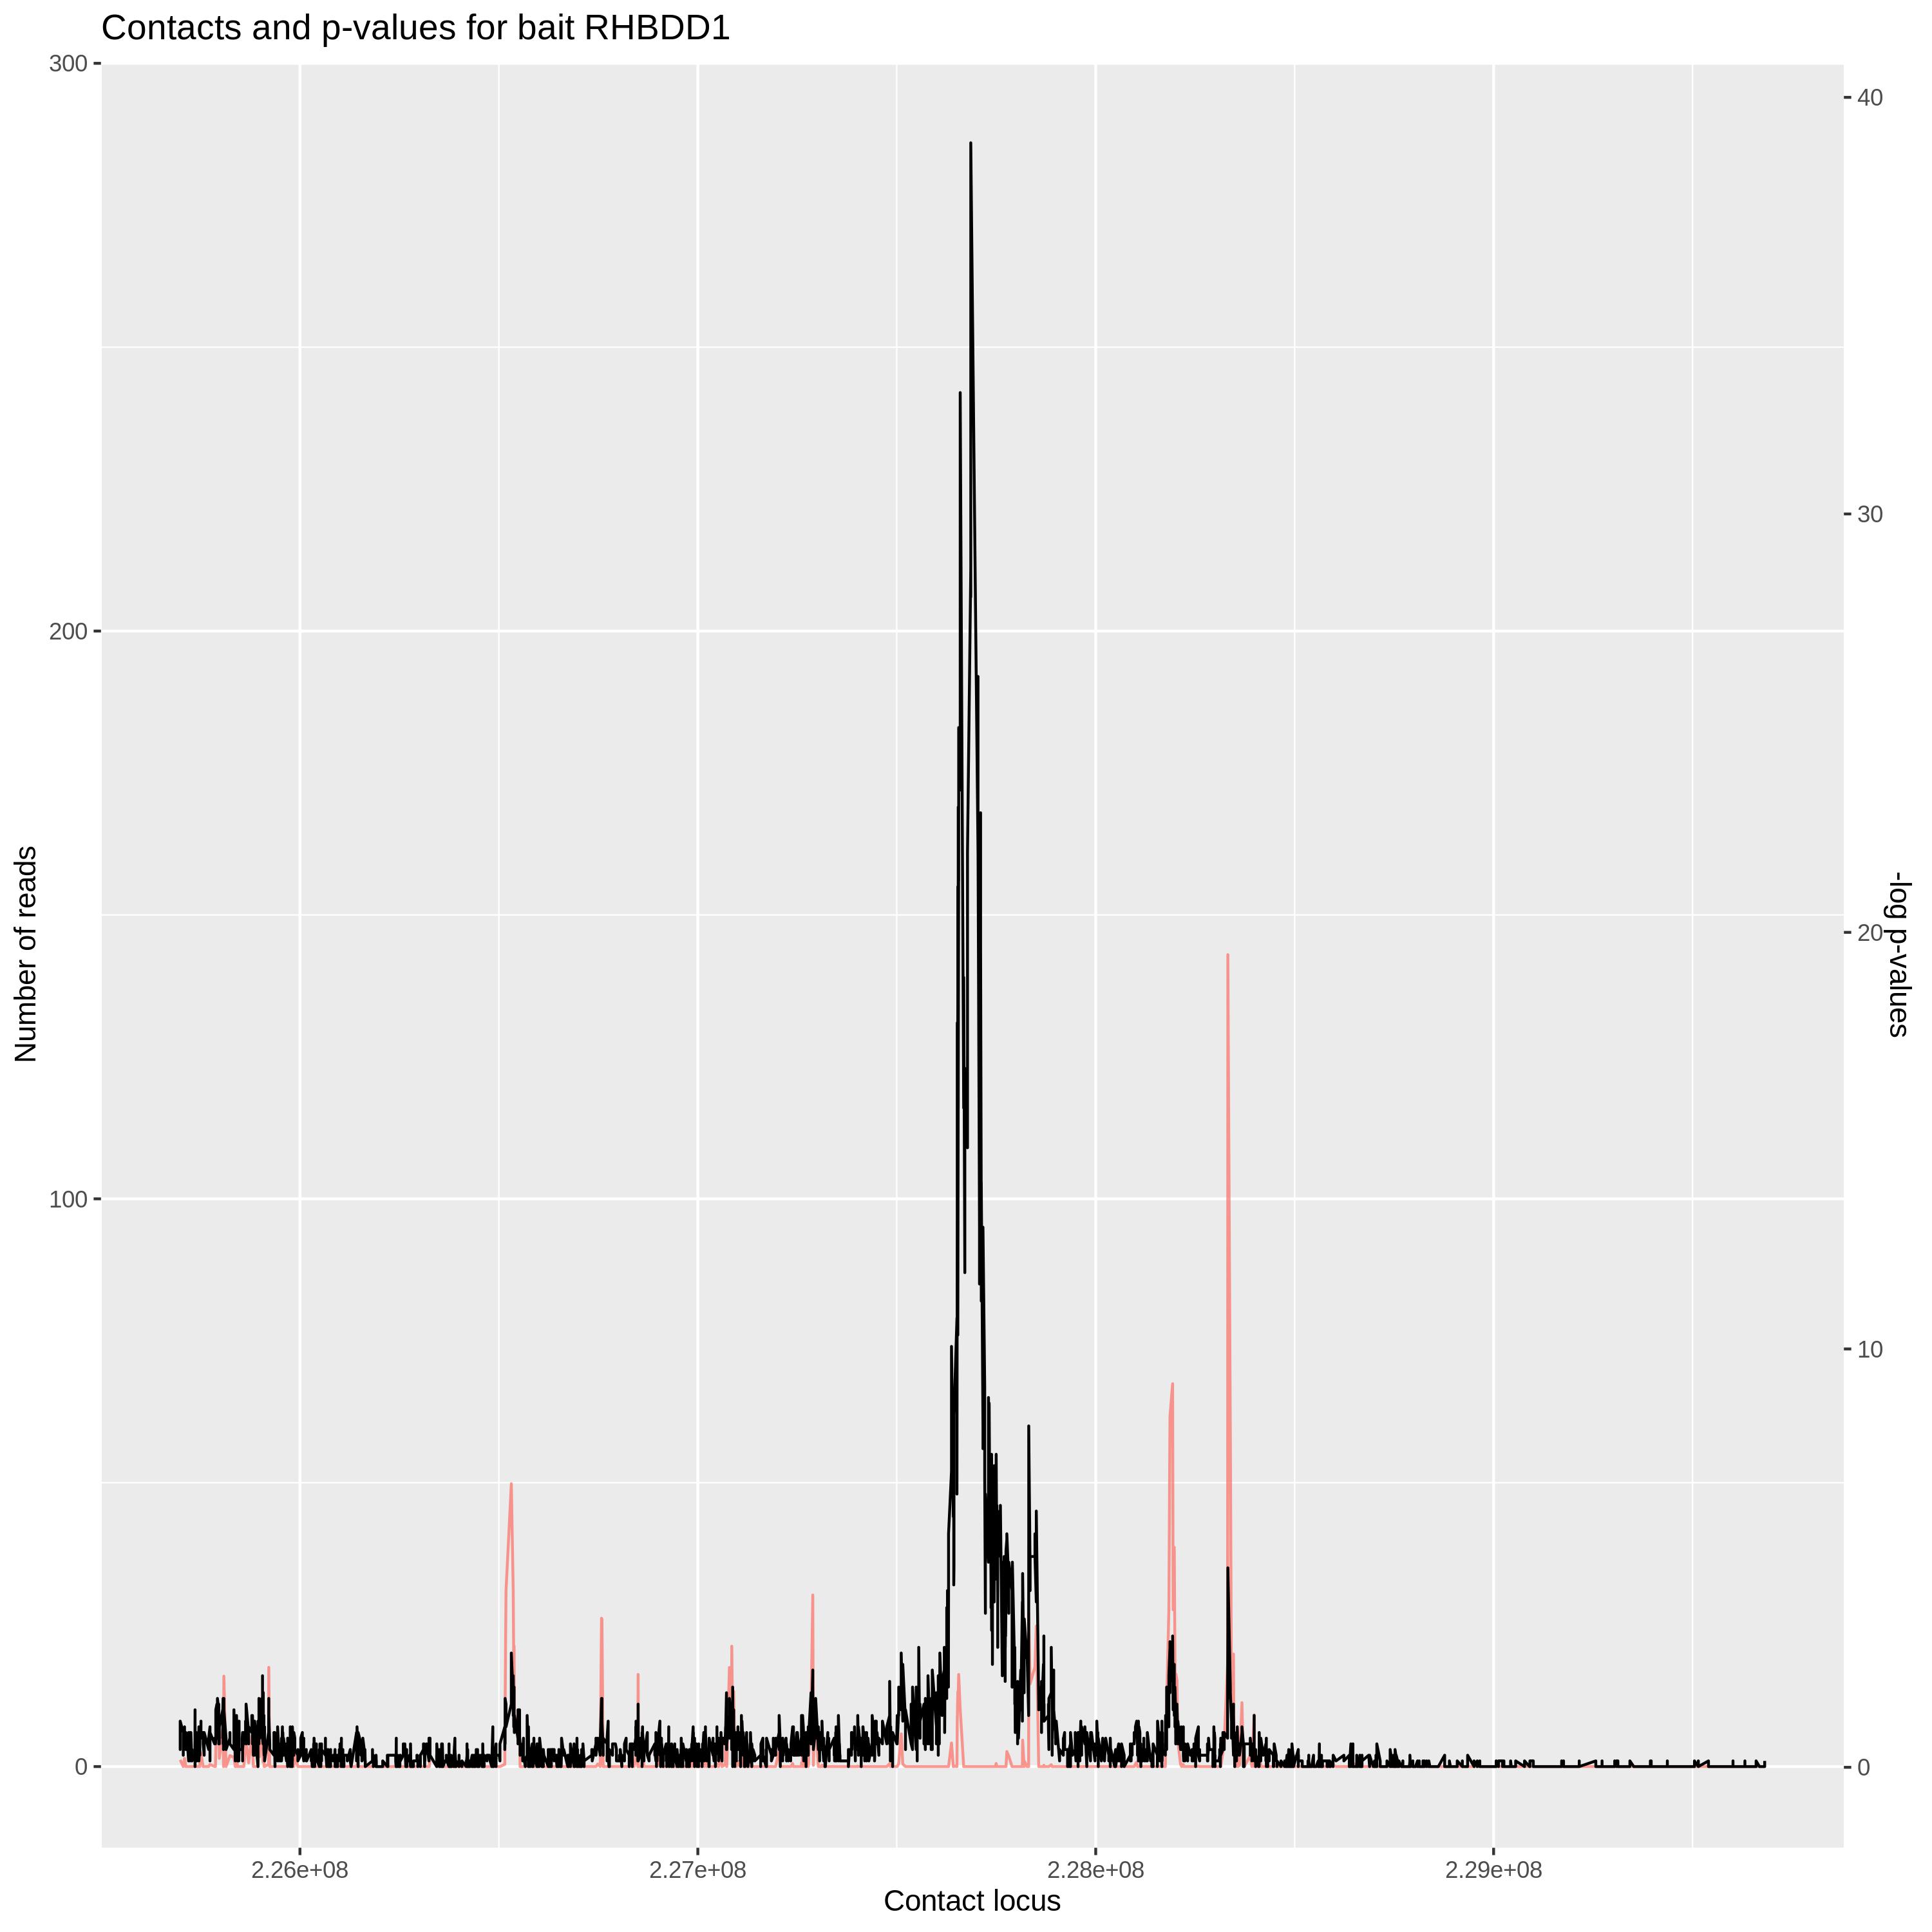 Contacts and p-values for bait RHBDD1
300
200
100
0
Number of reads
40
30
20
10
0
-log p-values
2.26e+08
2.27e+08
2.28e+08
2.29e+08
Contact locus